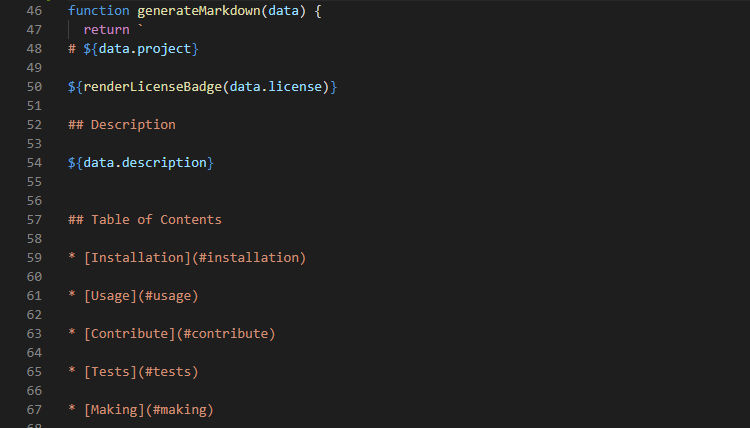 46 function generateMarkdown(data) {
47 return `
48 # ${data.project}
49
50 ${renderLicenseBadge(data.license)}
51
52 ## Description
53
54 ${data.description}
55
56
57 ## Table of Contents
58
59 * [Installation](#installation)
60
61 * [Usage](#usage)
62
63 * [Contribute](#contribute)
64
65 * [Tests](#tests)
66
67 * [Making](#making)
68